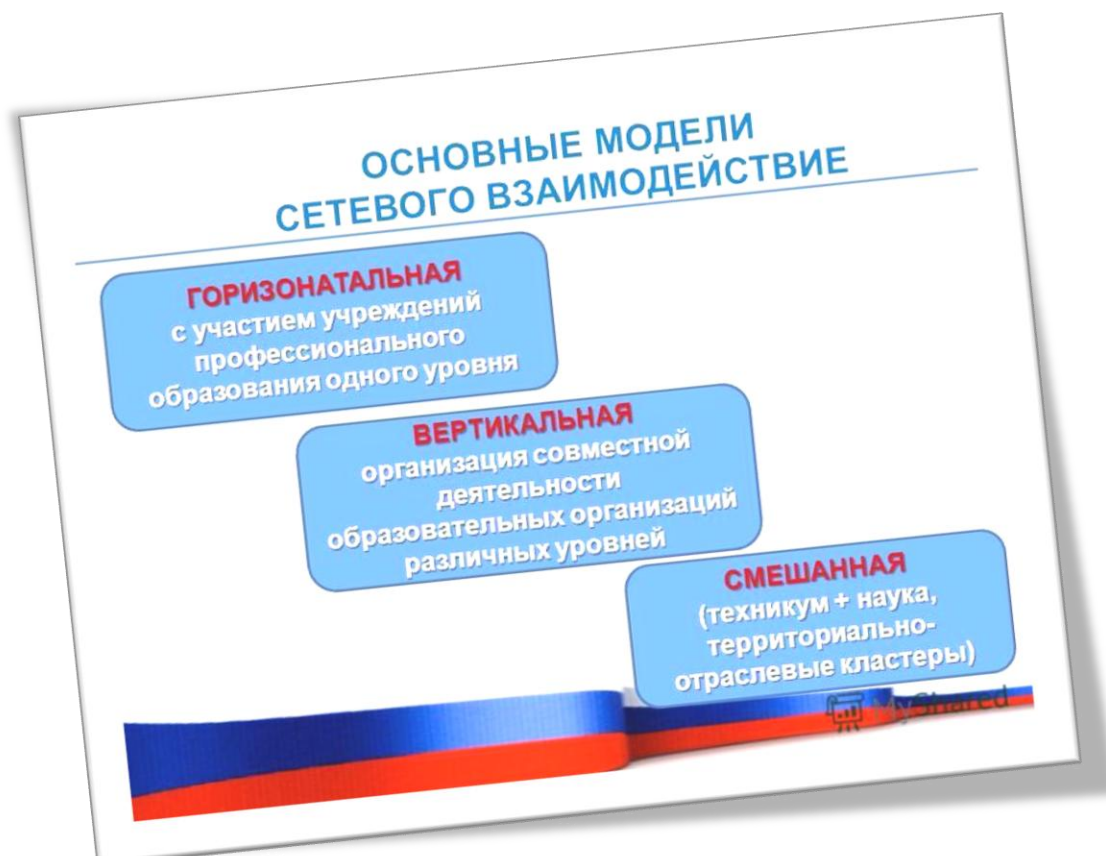 ОСНОВНЫЕ МОДЕЛИ
СЕТЕВОГО ВЗАИМОДЕЙСТВИЕ
ГОРИЗОНАТАЛЬНАЯ
с участием учреждений
профессионального
образования одного уровня
ВЕРТИКАЛЬНАЯ
организация совместной
деятельности
образовательных организаций
различных уровней
СМЕШАННАЯ
(техникум + наука,
территориально-
отраслевые кластеры)
MyShared